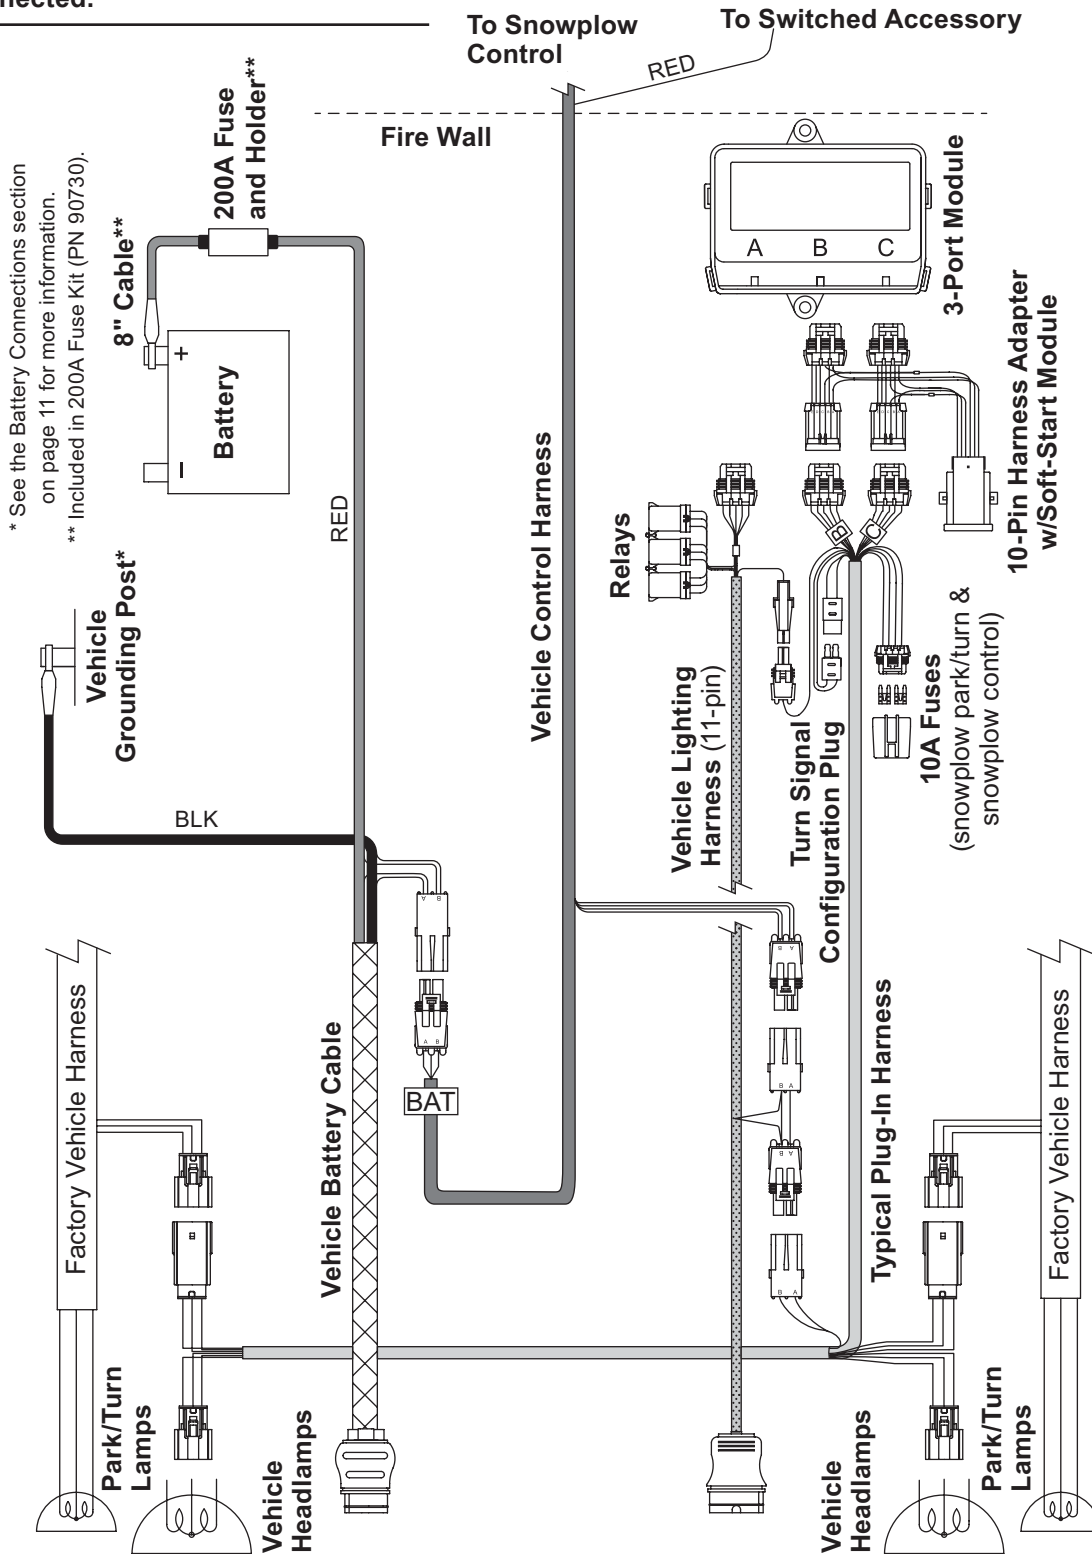 nected.
To Snowplow
Control
To Switched Accessory
RED
Fire Wall
* See the Battery Connections section
on page 11 for more information.
** Included in 200A Fuse Kit (PN 90730).
200A Fuse
and Holder**
8" Cable**
+
-
Battery
RED
Vehicle
Grounding Post*
BLK
Vehicle Control Harness
A
B
C
3-Port Module
10-Pin Harness Adapter
w/Soft-Start Module
Relays
B
C
Vehicle Lighting
Harness (11-pin)
Turn Signal
Configuration Plug
10A Fuses
(snowplow park/turn &
snowplow control)
A
B
A
B
BAT
B
A
B
A
B
A
B
A
Factory Vehicle Harness
Vehicle Battery Cable
Typical Plug-In Harness
Factory Vehicle Harness
Park/Turn
Lamps
Vehicle
Headlamps
Vehicle
Headlamps
Park/Turn
Lamps